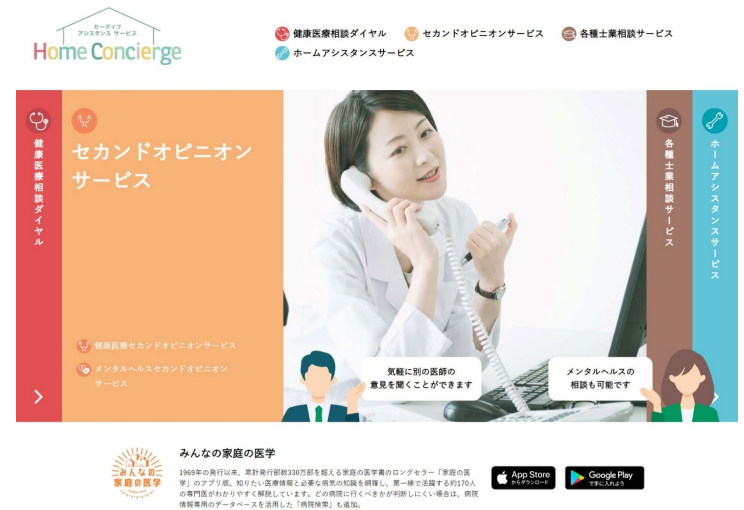 カーディフ
アシスタンス サービス
Home Concierge
健康医療相談ダイヤル
セカンドオピニオンサービス
各種士業相談サービス
ホームアシスタンスサービス
健康医療相談ダイヤル
セカンドオピニオン
サービス
健康医療セカンドオピニオンサービス
メンタルヘルスセカンドオピニオン
サービス
気軽に別の医師の
意見を聞くことができます
メンタルヘルスの
相談も可能です
各種士業相談サービス
ホームアシスタンスサービス
みんなの
家庭の医学
みんなの家庭の医学
1969年の発行以来、累計発行部数330万部を超える家庭の医学書のロングセラー「家庭の医
学」のアプリ版。知りたい医療情報と必要な病気の知識を網羅し、第一線で活躍する約170人
の専門医がわかりやすく解説しています。どの病院に行くべきかが判断しにくい場合は、病院
情報専用のデータベースを活用した「病院検索」も追加。
App Store
からダウンロード
Google Play
で手に入れよう